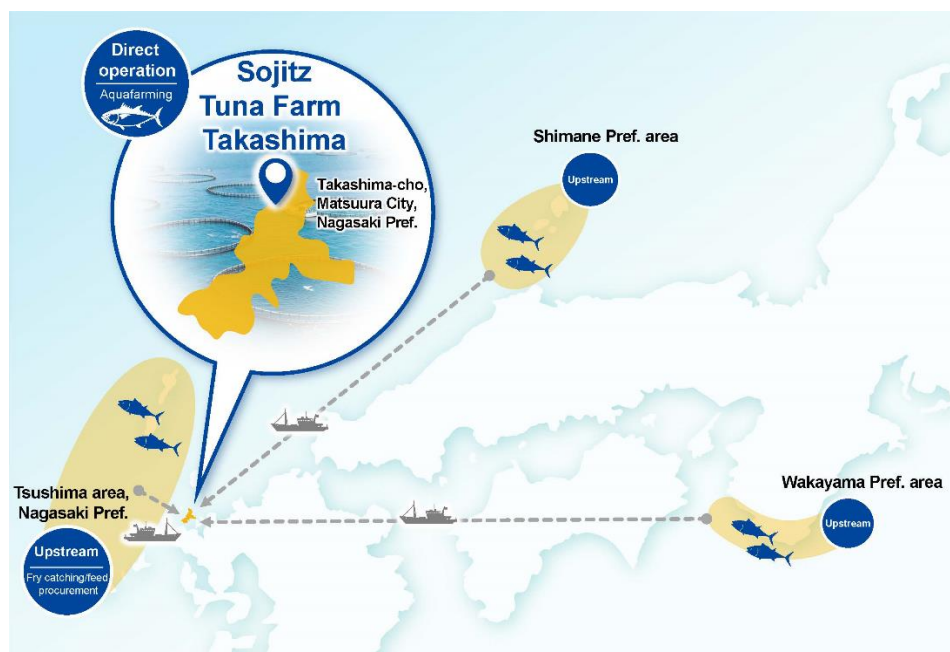 Direct
operation
Aquafarming
Sojitz
Tuna Farm
Takashima
Takashima-cho,
Matsuura City,
Nagasaki Pref.
Shimane Pref. area
Upstream
Tsushima area,
Nagasaki Pref.
Upstream
Fry catching/feed
procurement
Wakayama Pref. area
Upstream